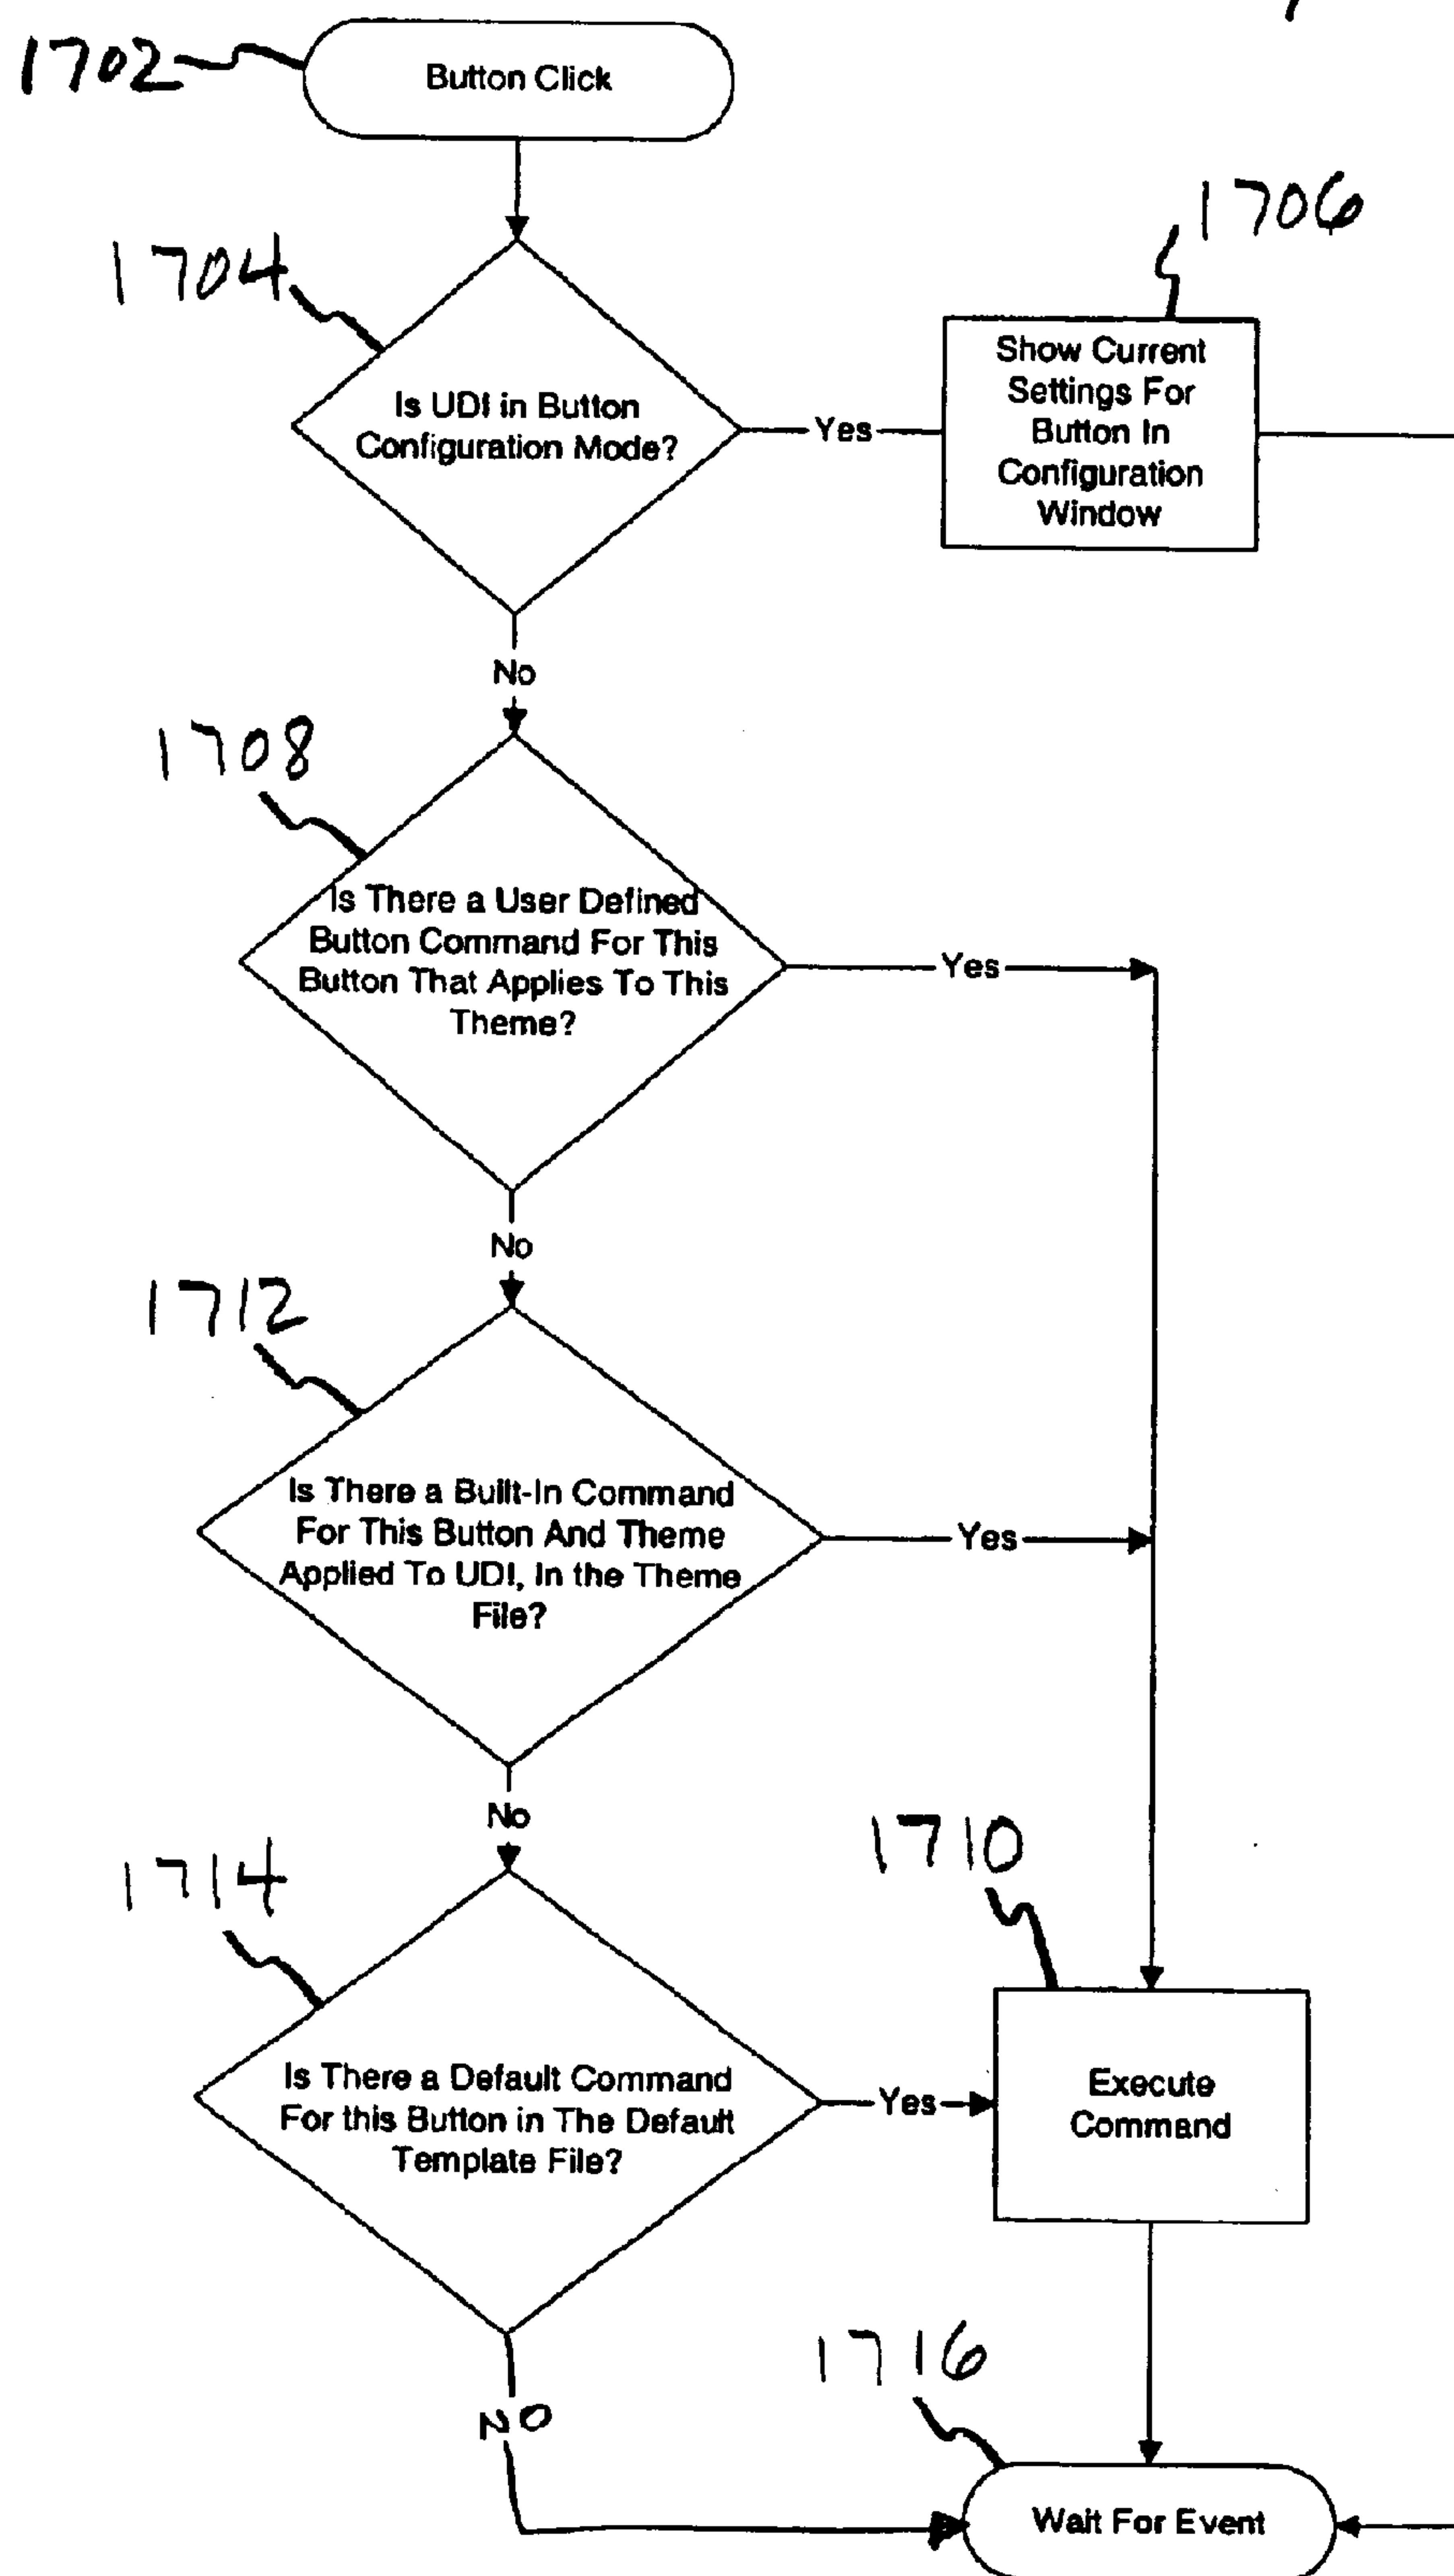 1702
Button Click
1706
1704
Show Current
Settings For
Button In
Configuration
Window
Is UDI in Button
Configuration Mode?
Yes
No
1708
Is There a User Defined
Button Command For This
Button That Applies To This
Theme?
Yes
No
1712
Is There a Built-In Command
For This Button And Theme
Applied To UDI, In the Theme
File?
Yes
No
1710
1714
Is There a Default Command
For this Button in The Default
Template File?
Yes
Execute
Command
1716
NO
Wait For Event